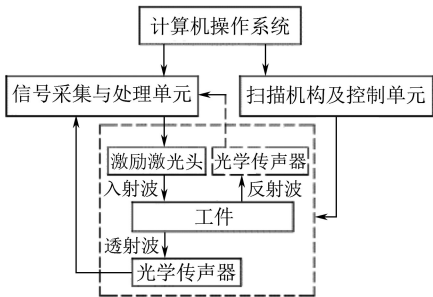 计算机操作系统
信号采集与处理单元
扫描机构及控制单元
激励激光头
光学传声器
入射波
反射波
工件
透射波
光学传声器